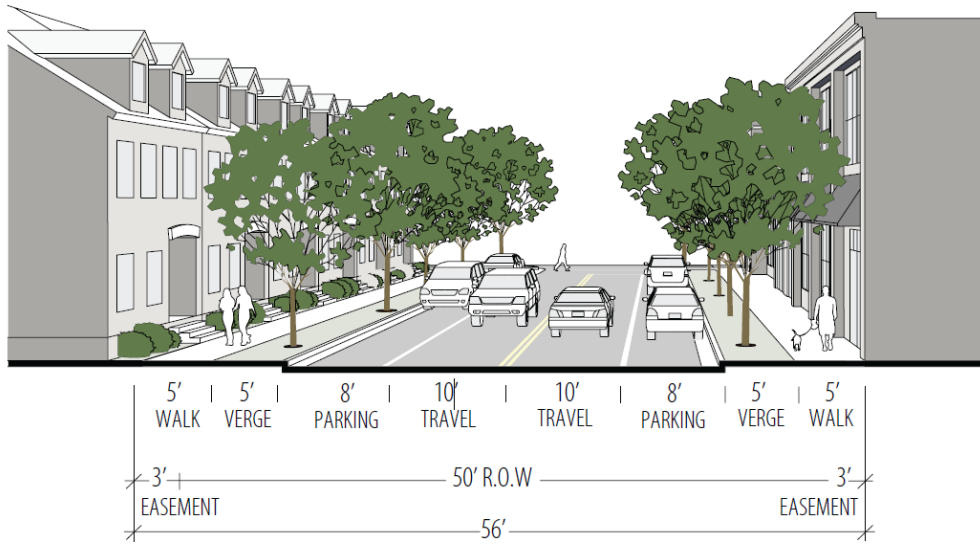 5’ 5’ 8’ 10’ 10’ 8’ 5’ 5’
WALK VERGE PARKING TRAVEL TRAVEL PARKING VERGE WALK
3’ 50’ R.O.W 3’
EASEMENT EASEMENT
56’